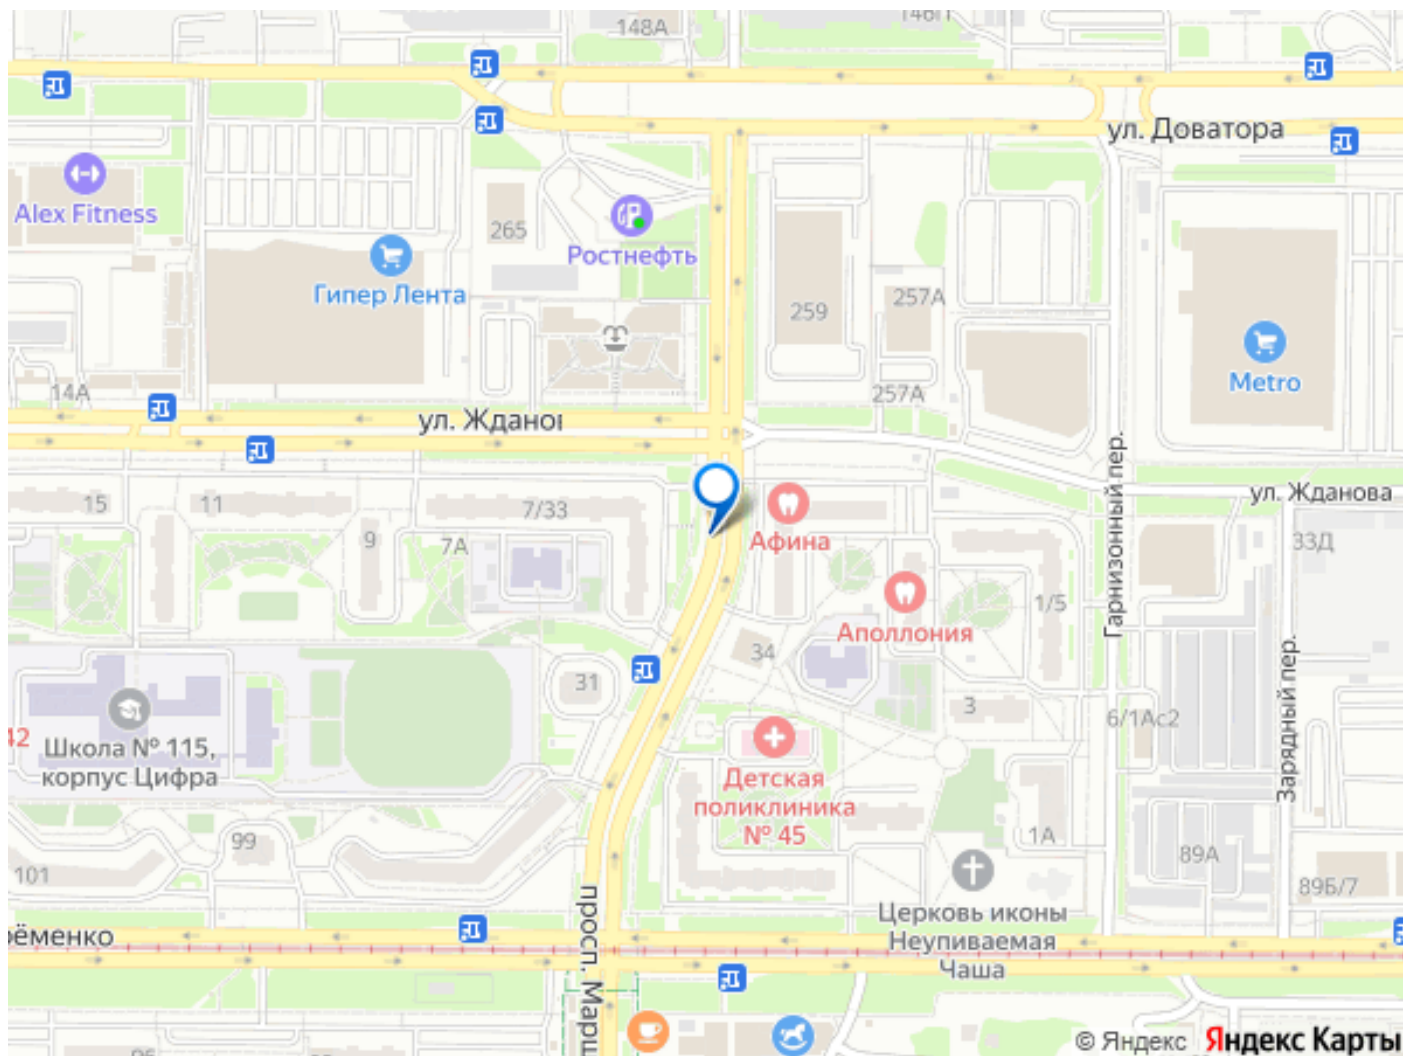 148А
146П
ул. Доватора
Alex Fitness
265
Ростнефть
Гипер Лента
259
257А
Metro
14А
257А
ул. Ждано
Гарнизонный пер.
ул. Жданова
15
11
7/33
9
7А
Афина
33Д
1/5
Аполлония
34
31
3
6/1Ас2
Зарядный пер.
42
Школа № 115,
корпус Цифра
Детская
поликлиника
№ 45
99
101
1А
89А
89Б/7
рёменко
просп. Марш
Церковь иконы
Неупиваемая
Чаша
© Яндекс Яндекс Карты